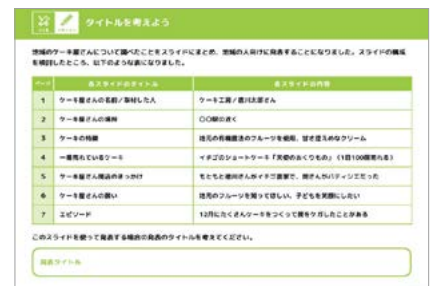 タイトルを考えよう
地域のケーキ屋さんについて調べたことをスライドにまとめ、地域の人向けに発表することになりました。スライドの構成
を検討したところ、以下のような表になりました。
ページ 各スライドのタイトル 各スライドの内容
1 ケーキ屋さんの名前/取材した人 ケーキ工房/
2 ケーキ屋さんの場所 〇〇駅の近く
3 ケーキの特徴 地元の有機農法のフルーツを使用、甘さ控えめなクリーム
4 一番売れているケーキ イチゴのショートケーキ「天使のおくりもの」(1日100個売れる)
5 ケーキ屋さん開店のきっかけ もともと さんがイチゴ農家で、 さんがパティシエだった
6 ケーキ屋さんの願い 地元のフルーツを知ってほしい、子どもを笑顔にしたい
7 エピソード 12月にたくさんケーキをつくって腕をケガしたことがある
このスライドを使って発表する場合の発表のタイトルを考えてください。
発表タイトル